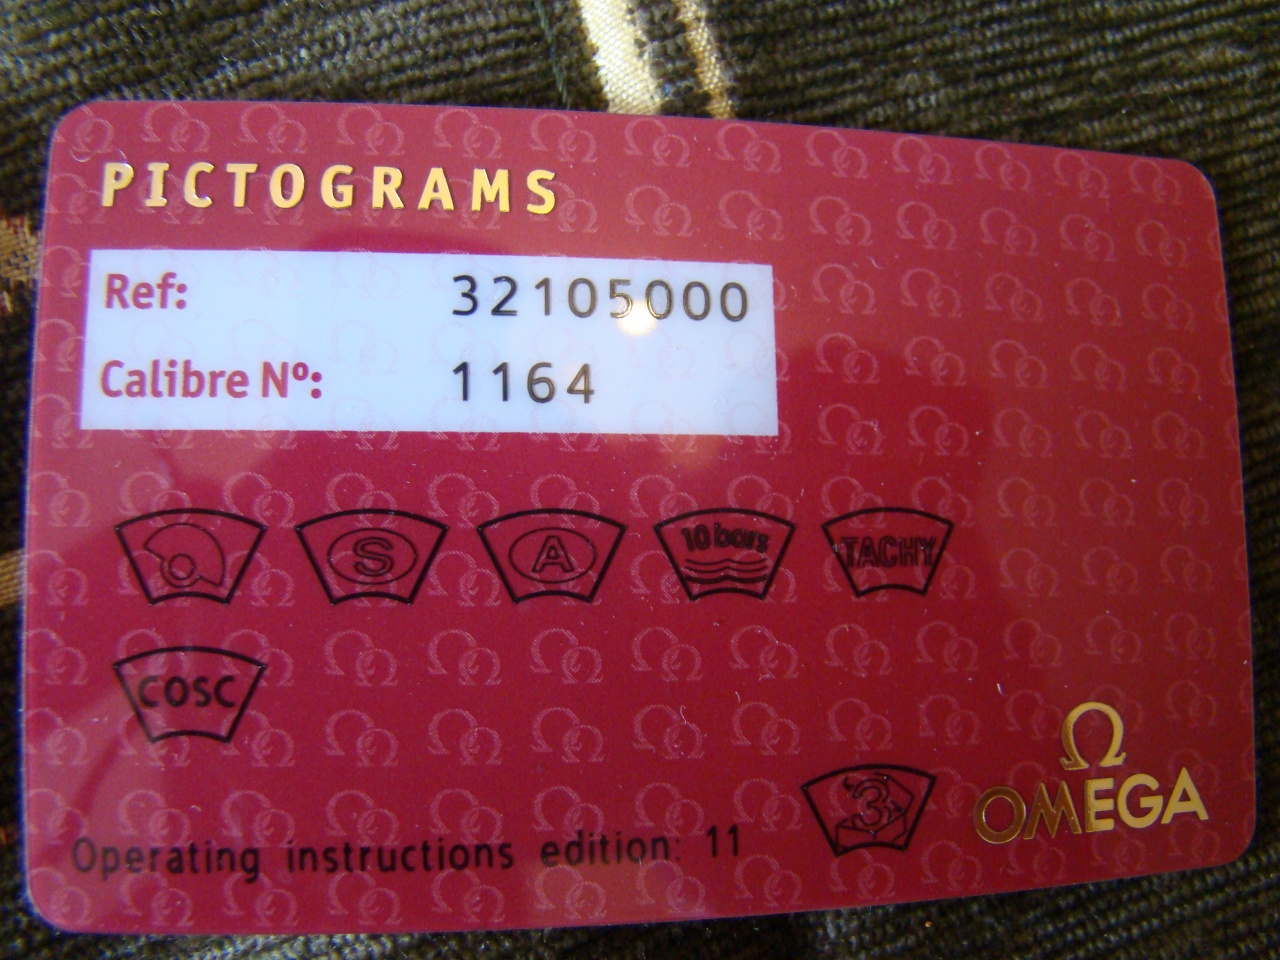 PICTOGRAMS
Ref: 32105000
Calibre Nº: 1164
S A 10 bars TACHY
COSC
3
Ω
OMEGA
Operating instructions edition: 11